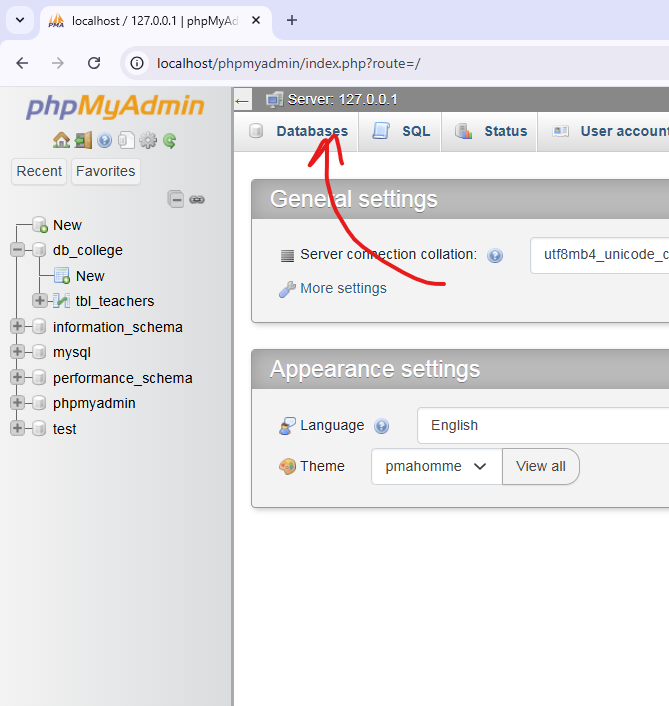 localhost / 127.0.0.1 | phpMyAd
localhost/phpmyadmin/index.php?route=/
phpMyAdmin
Recent Favorites
New
db_college
New
tbl_teachers
information_schema
mysql
performance_schema
phpmyadmin
test
Server: 127.0.0.1
Databases SQL Status User accoun
General settings
Server connection collation: utf8mb4_unicode_c
More settings
Appearance settings
Language English
Theme pmahomme View all